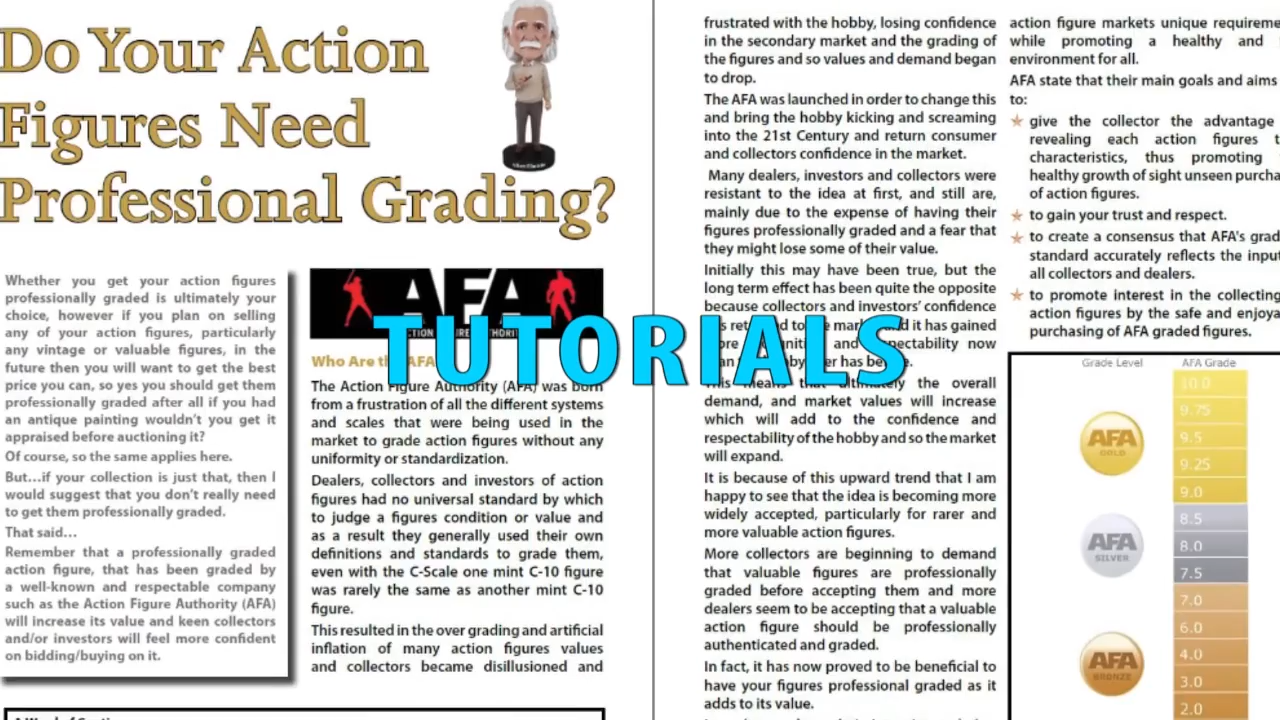 Do Your Action
Figures Need
Professional Grading?
Whether you get your action figures
professionally graded is ultimately your
choice, however if you plan on selling
any of your action figures, particularly
any vintage or valuable figures, in the
future then you will want to get the best
price you can, so yes you should get them
professionally graded after all if you had
an antique painting wouldn't you get it
appraised before auctioning it?
Of course, so the same applies here.
But...if your collection is just that, then I
would suggest that you don't really need
to get them professionally graded.
That said...
Remember that a professionally graded
action figure, that has been graded by
a well-known and respectable company
such as the Action Figure Authority (AFA)
will increase its value and keen collectors
and/or investors will feel more confident
on bidding/buying on it.
AFA
TUTORIALS
Who Are the AFA
The Action Figure Authority (AFA) was born
from a frustration of all the different systems
and scales that were being used in the
market to grade action figures without any
uniformity or standardization.
Dealers, collectors and investors of action
figures had no universal standard by which
to judge a figures condition or value and
as a result they generally used their own
definitions and standards to grade them,
even with the C-Scale one mint C-10 figure
was rarely the same as another mint C-10
figure.
This resulted in the over grading and artificial
inflation of many action figures values
and collectors became disillusioned and
frustrated with the hobby, losing confidence
in the secondary market and the grading of
the figures and so values and demand began
to drop.
The AFA was launched in order to change this
and bring the hobby kicking and screaming
into the 21st Century and return consumer
and collectors confidence in the market.
Many dealers, investors and collectors were
resistant to the idea at first, and still are,
mainly due to the expense of having their
figures professionally graded and a fear that
they might lose some of their value.
Initially this may have been true, but the
long term effect has been quite the opposite
because collectors and investors' confidence
it has gained
and now
This means that ultimately the overall
demand, and market values will increase
which will add to the confidence and
respectability of the hobby and so the market
will expand.
It is because of this upward trend that I am
happy to see that the idea is becoming more
widely accepted, particularly for rarer and
more valuable action figures.
More collectors are beginning to demand
that valuable figures are professionally
graded before accepting them and more
dealers seem to be accepting that a valuable
action figure should be professionally
authenticated and graded.
In fact, it has now proved to be beneficial to
have your figures professional graded as it
adds to its value.
action figure markets unique
while promoting a healthy and
environment for all.
AFA state that their main goals and aims
to:
give the collector the advantage
revealing each action figures
characteristics, thus promoting
healthy growth of sight unseen
of action figures.
to gain your trust and respect.
to create a consensus that AFA's
standard accurately reflects the input
all collectors and dealers.
to promote interest in the collecting
action figures by the safe and
purchasing of AFA graded figures.
Grade Level AFA Grade
10.0
9.75
AFA
GOLD
9.5
9.25
9.0
8.5
AFA
SILVER
8.0
7.5
7.0
6.0
AFA
BRONZE
4.0
3.0
2.0